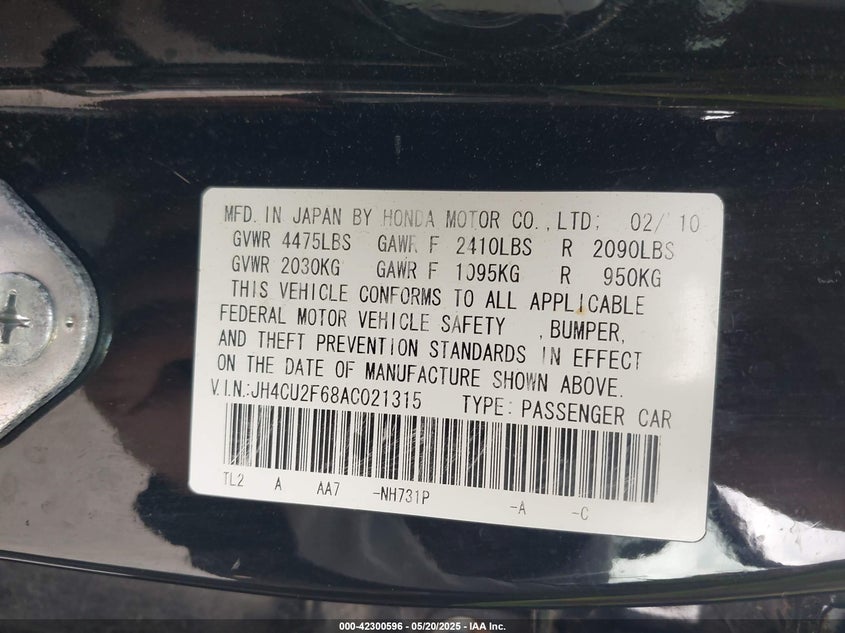 MFD. IN JAPAN BY HONDA MOTOR CO.,LTD; 02/ 10
GVWR 4475LBS GAWR F 2410LBS R 2090LBS
GVWR 2030KG GAWR F 1095KG R 950KG
THIS VEHICLE CONFORMS TO ALL APPLICABLE
FEDERAL MOTOR VEHICLE SAFETY , BUMPER,
AND THEFT PREVENTION STANDARDS IN EFFECT
ON THE DATE OF MANUFACTURE SHOWN ABOVE.
V.I.N.:JH4CU2F68AC021315 TYPE: PASSENGER CAR
TL2 A AA7 -NH731P -A -C
000-42300596 - 05/20/2025 - IAA Inc.